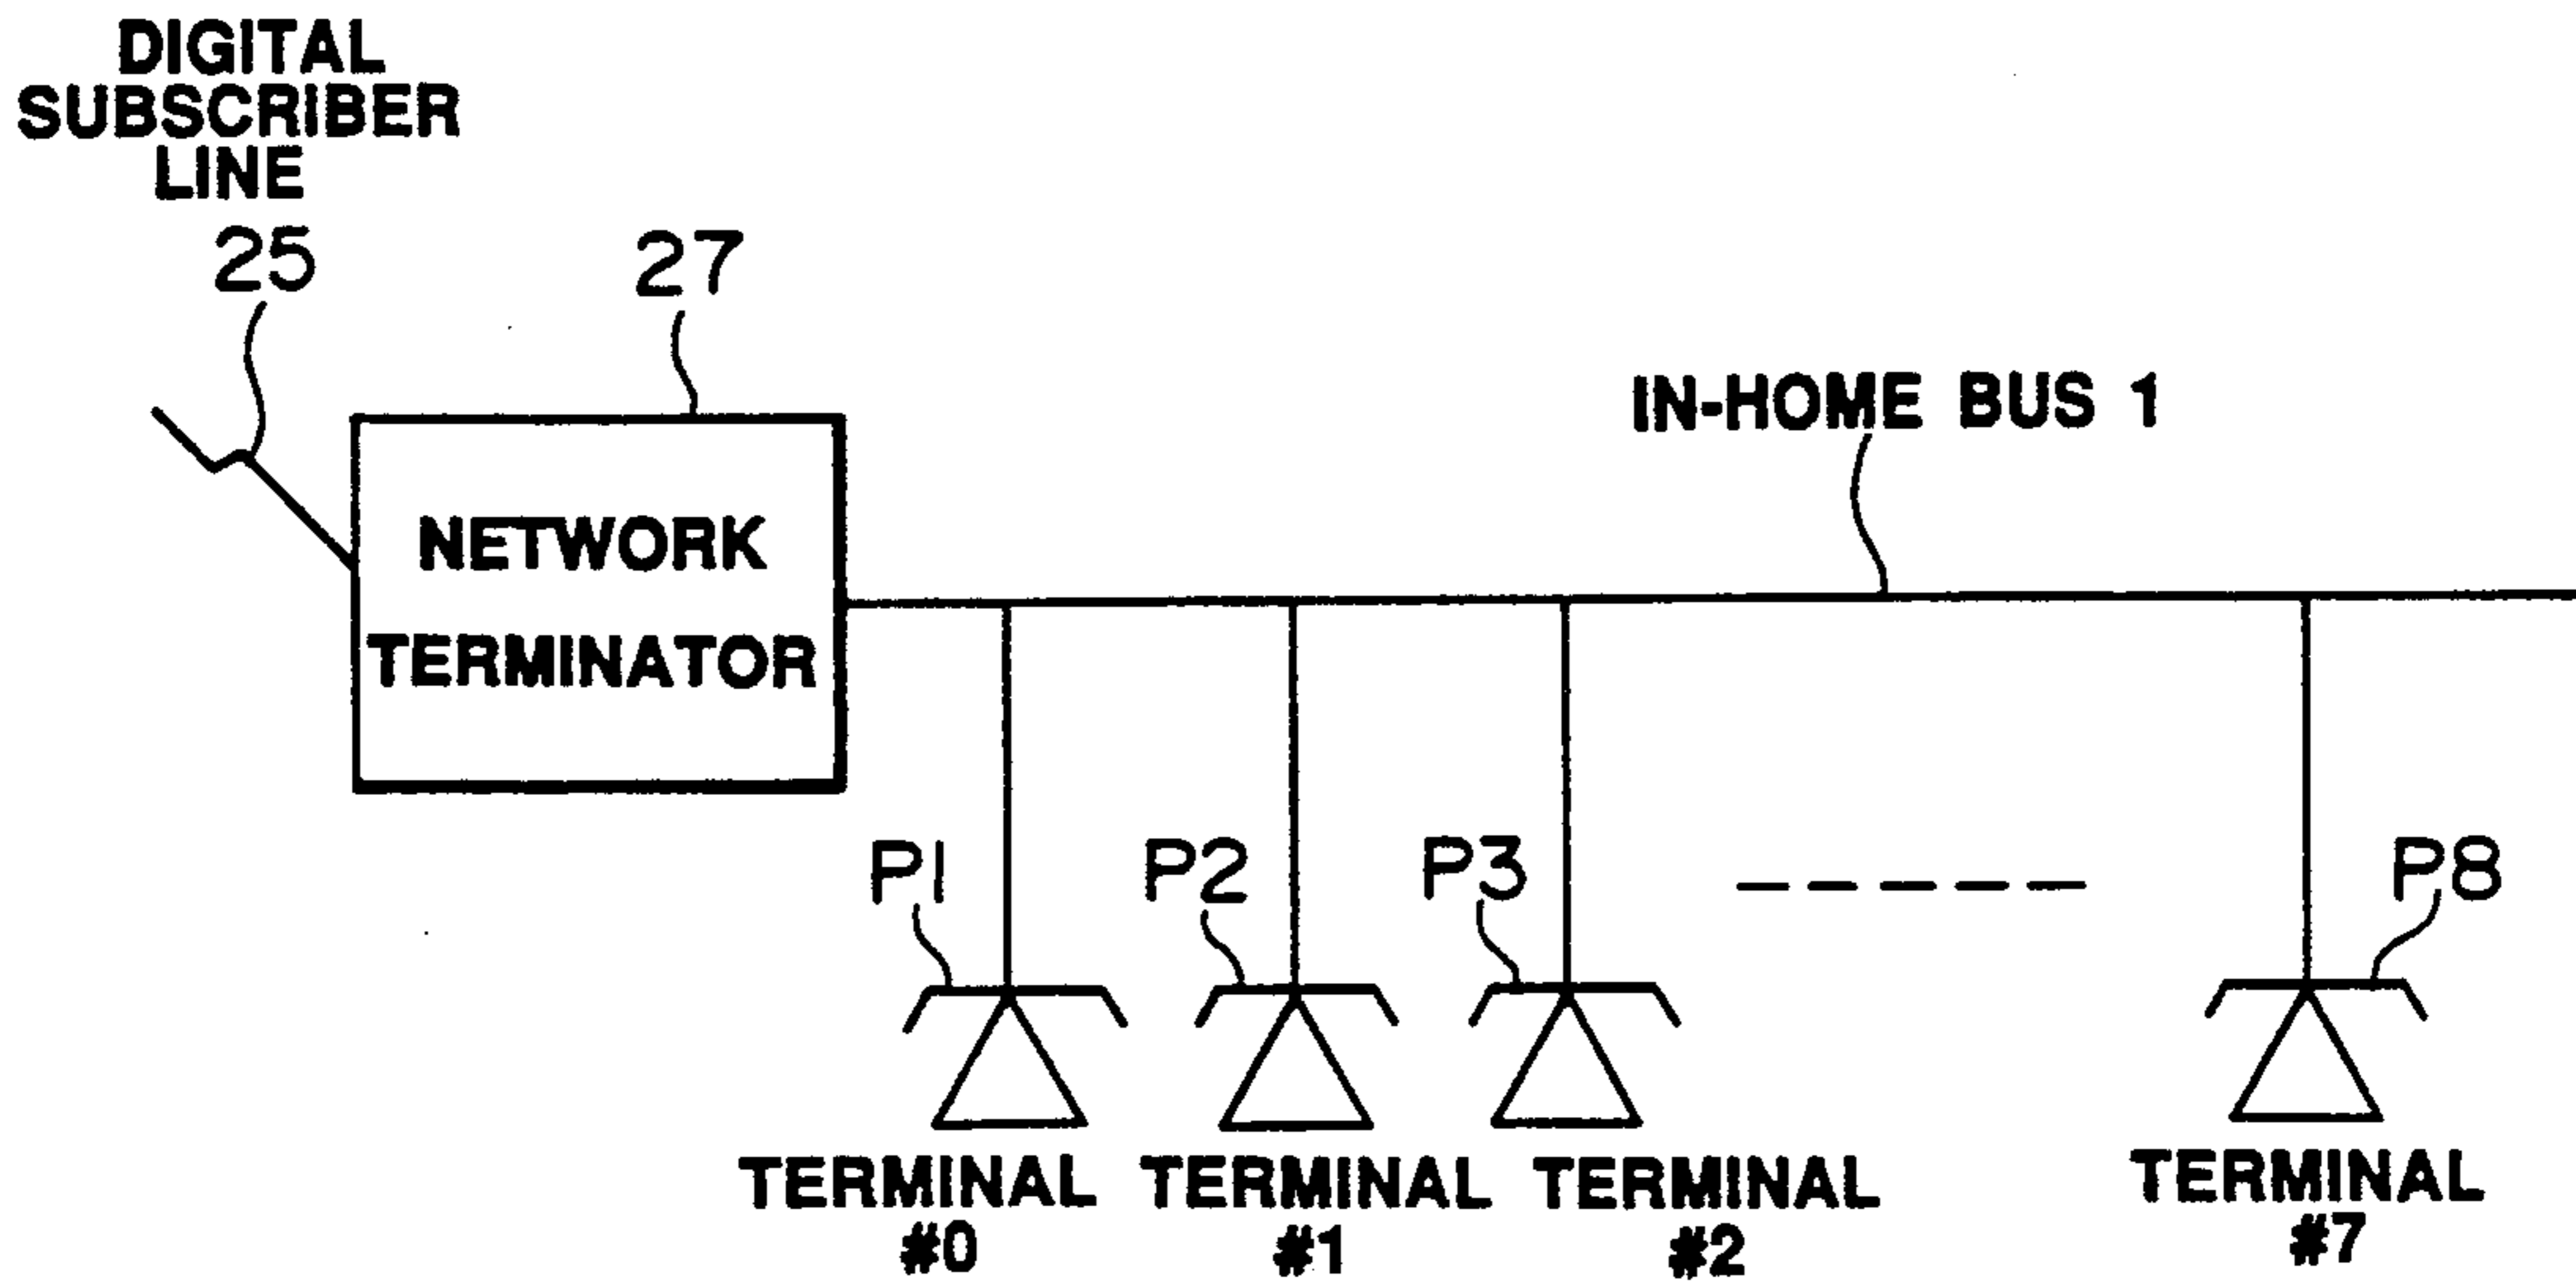 DIGITAL
SUBSCRIBER
LINE
25
27
IN-HOME BUS 1
NETWORK
TERMINATOR
P1
P2
P3
P8
TERMINAL
#0
TERMINAL
#1
TERMINAL
#2
TERMINAL
#7